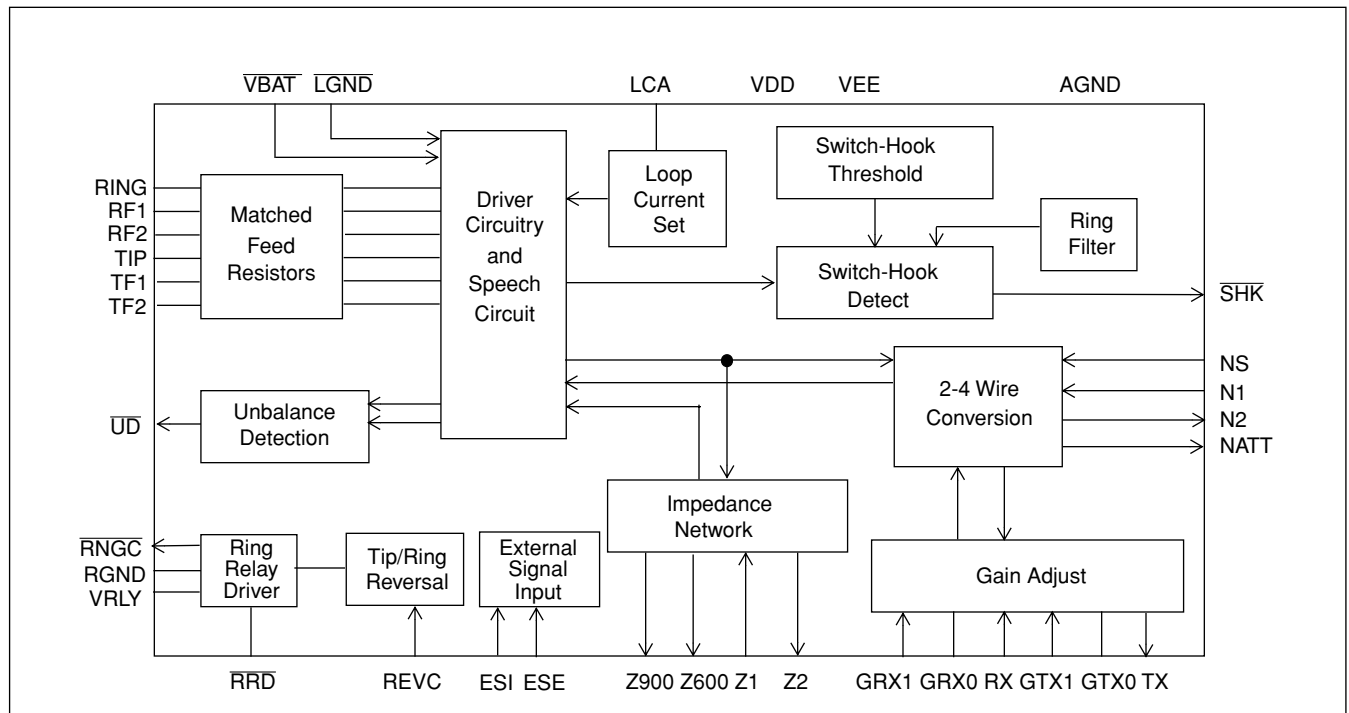 VBAT LGND LCA VDD VEE AGND
RING
RF1
RF2
TIP
TF1
TF2
Matched
Feed
Resistors
Driver
Circuitry
and
Speech
Circuit
Loop
Current
Set
Switch-Hook
Threshold
Ring
Filter
Switch-Hook
Detect
SHK
UD
Unbalance
Detection
2-4 Wire
Conversion
NS
N1
N2
NATT
Impedance
Network
RNGC
RGND
VRLY
Ring
Relay
Driver
Tip/Ring
Reversal
External
Signal
Input
Gain Adjust
RRD REVC ESI ESE Z900 Z600 Z1 Z2 GRX1 GRX0 RX GTX1 GTX0 TX